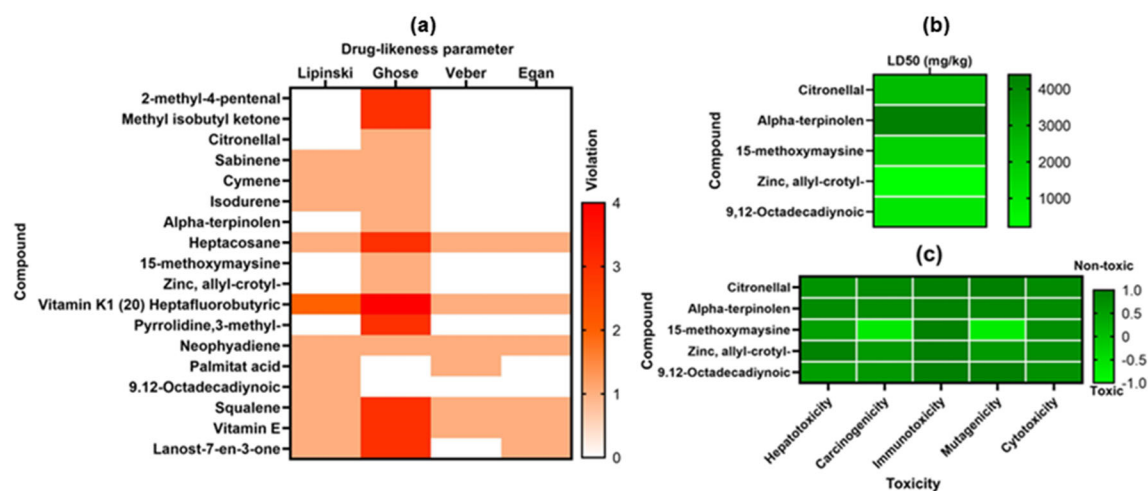 (a)
Drug-likeness parameter
Lipinski Ghose Veber Egan
Compound
2-methyl-4-pentenal
Methyl isobutyl ketone
Citronellal
Sabinene
Cymene
Isodurene
Alpha-terpinolen
Heptacosane
15-methoxymaysine
Zinc, allyl-crotyl-
Vitamin K1 (20) Heptafluorobutyric
Pyrrolidine,3-methyl-
Neophyadiene
Palmitat acid
9.12-Octadecadiynoic
Squalene
Vitamin E
Lanost-7-en-3-one
Violation
4
3
2
1
0
(b)
LD50 (mg/kg)
Compound
Citronellal
Alpha-terpinolen
15-methoxymaysine
Zinc, allyl-crotyl-
9,12-Octadecadiynoic
4000
3000
2000
1000
(c)
Non-toxic
Compound
Citronellal
Alpha-terpinolen
15-methoxymaysine
Zinc, allyl-crotyl-
9.12-Octadecadiynoic
1.0
0.5
0
-0.5
-1.0
Toxic
Hepatotoxicity
Carcinogenicity
Immunotoxicity
Mutagenicity
Cytotoxicity
Toxicity